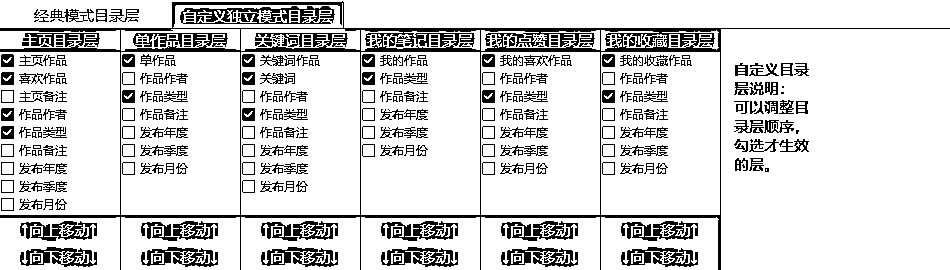 经典模式目录层 自定义独立模式目录层
主页目录层 单作品目录层 关键词目录层 我的笔记目录层 我的点赞目录层 我的收藏目录层
主页作品 单作品 关键词作品 我的作品 我的喜欢作品 我的收藏作品
喜欢作品 作品作者 关键词 作品类型 作品作者 作品作者
主页备注 作品类型 作品作者 作品备注 作品类型 作品类型
作品作者 作品备注 作品类型 发布年度 作品备注 作品备注
作品类型 发布年度 作品备注 发布季度 发布年度 发布年度
作品备注 发布季度 发布年度 发布月份 发布季度 发布季度
发布年度 发布月份 发布季度 发布月份 发布月份
发布季度 发布月份
发布月份
自定义目录
层说明：
可以调整目
录层顺序，
勾选才生效
的层。
↑向上移动↑ ↑向上移动↑ ↑向上移动↑ ↑向上移动↑ ↑向上移动↑ ↑向上移动↑
↓向下移动↓ ↓向下移动↓ ↓向下移动↓ ↓向下移动↓ ↓向下移动↓ ↓向下移动↓